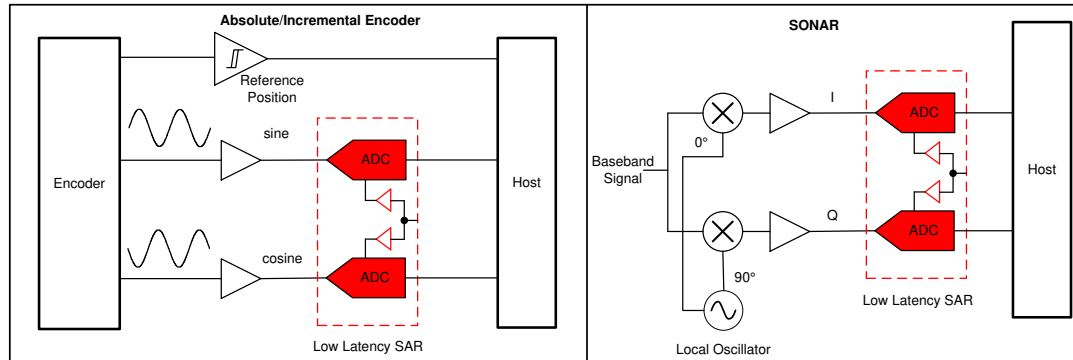 Absolute/Incremental Encoder
Reference
Position
sine
ADC
Encoder
Host
cosine
ADC
Low Latency SAR
SONAR
I
ADC
0°
Baseband
Signal
Host
Q
ADC
90°
Low Latency SAR
Local Oscillator